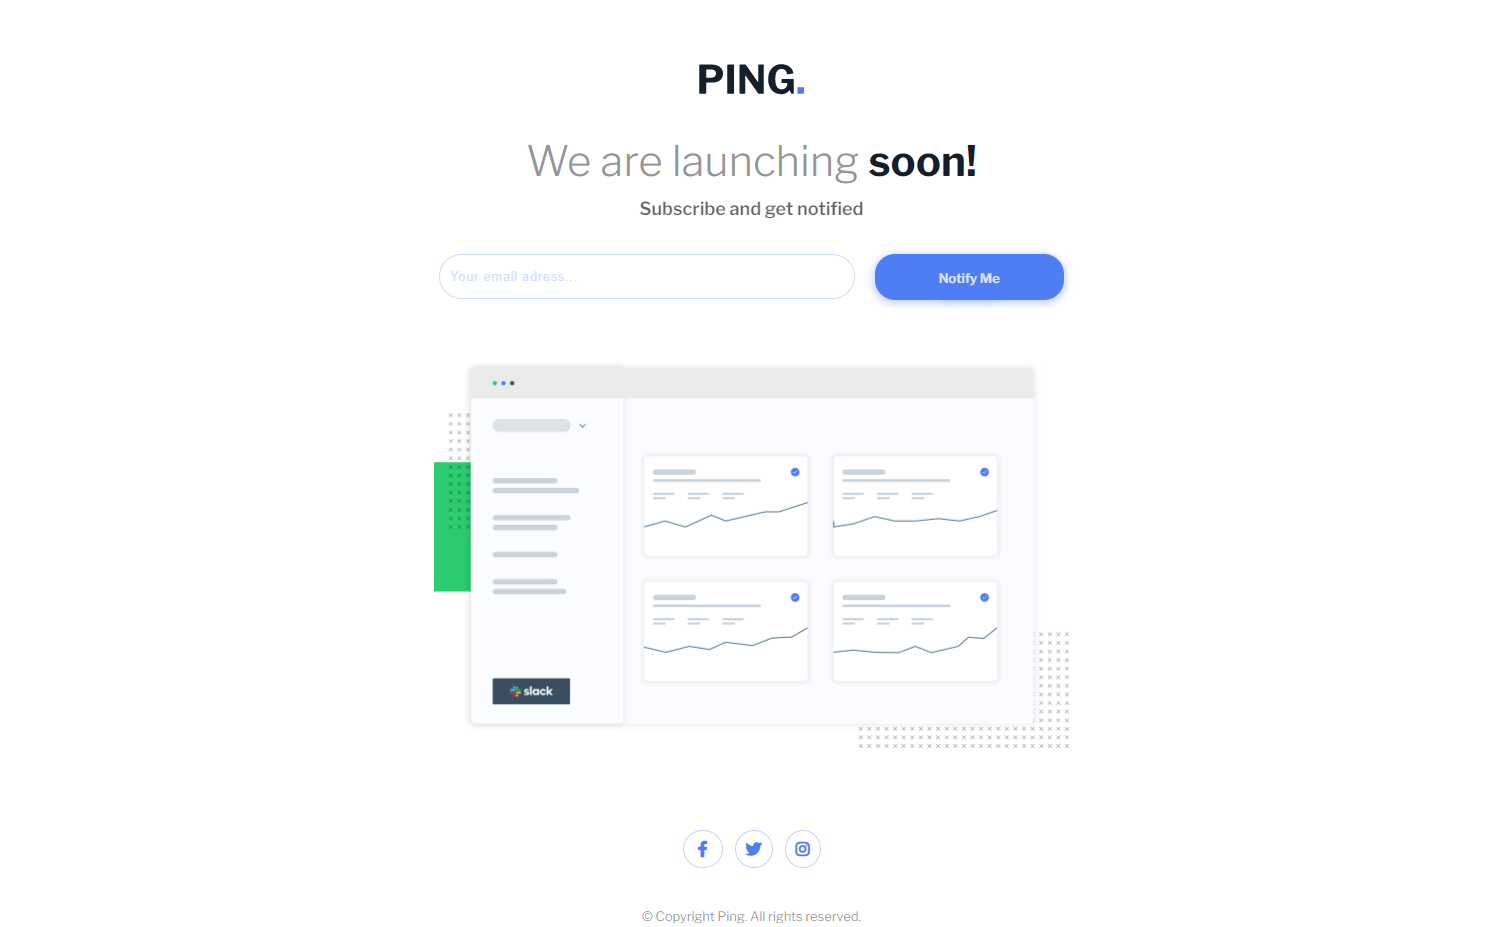 PING.
We are launching soon!
Subscribe and get notified
Your email adress...
Notify Me
slack
© Copyright Ping. All rights reserved.